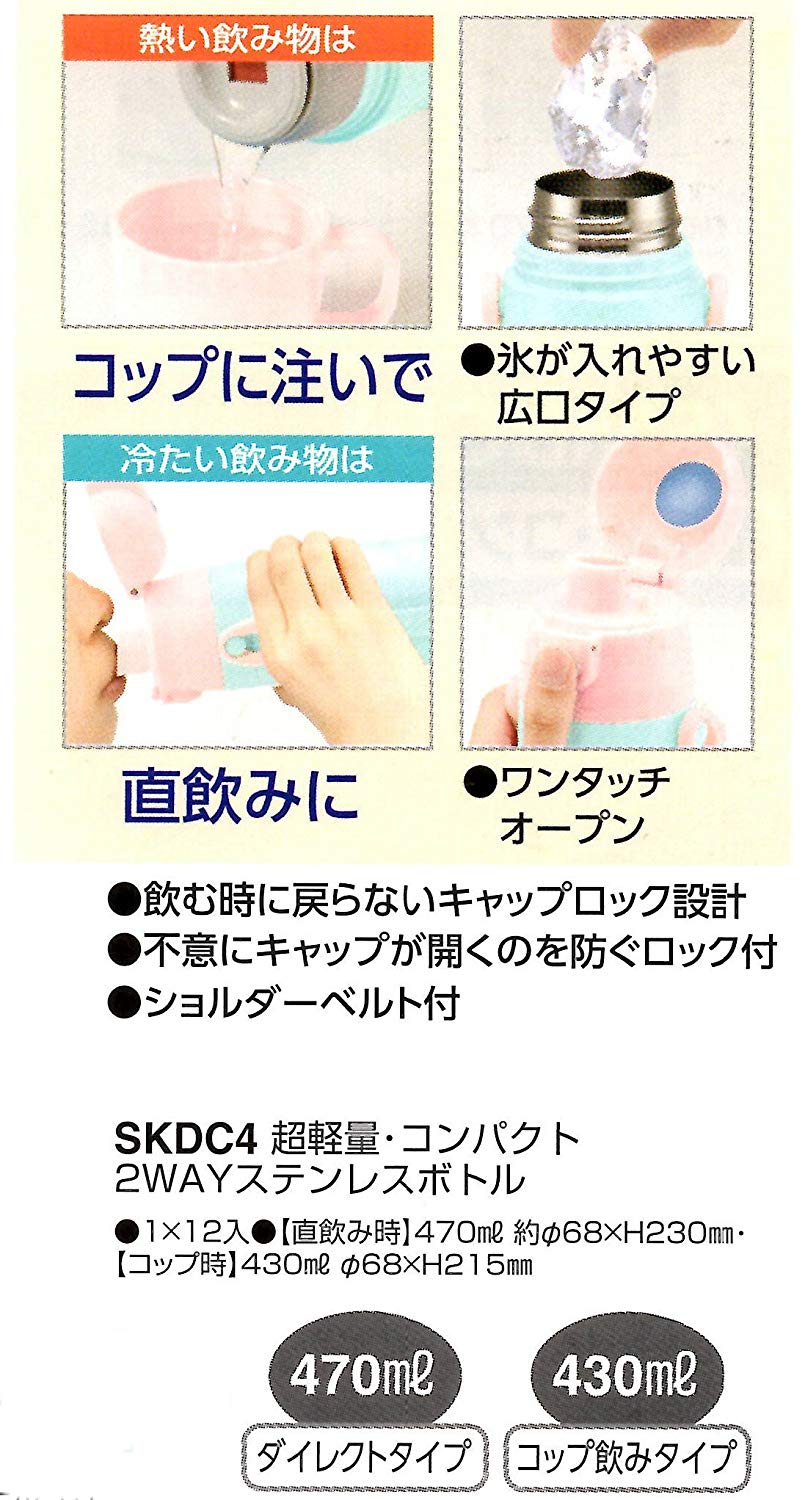 熱い飲み物は
コップに注いで
●氷が入れやすい
広口タイプ
冷たい飲み物は
直飲みに
●ワンタッチ
オープン
●飲む時に戻らないキャップロック設計
●不意にキャップが開くのを防ぐロック付
●ショルダーベルト付
SKDC4 超軽量・コンパクト
2WAYステンレスボトル
●1×12入●【直飲み時】470㎖ 約φ68×H230㎜・
【コップ時】430㎖ φ68×H215㎜
470㎖
ダイレクトタイプ
430㎖
コップ飲みタイプ